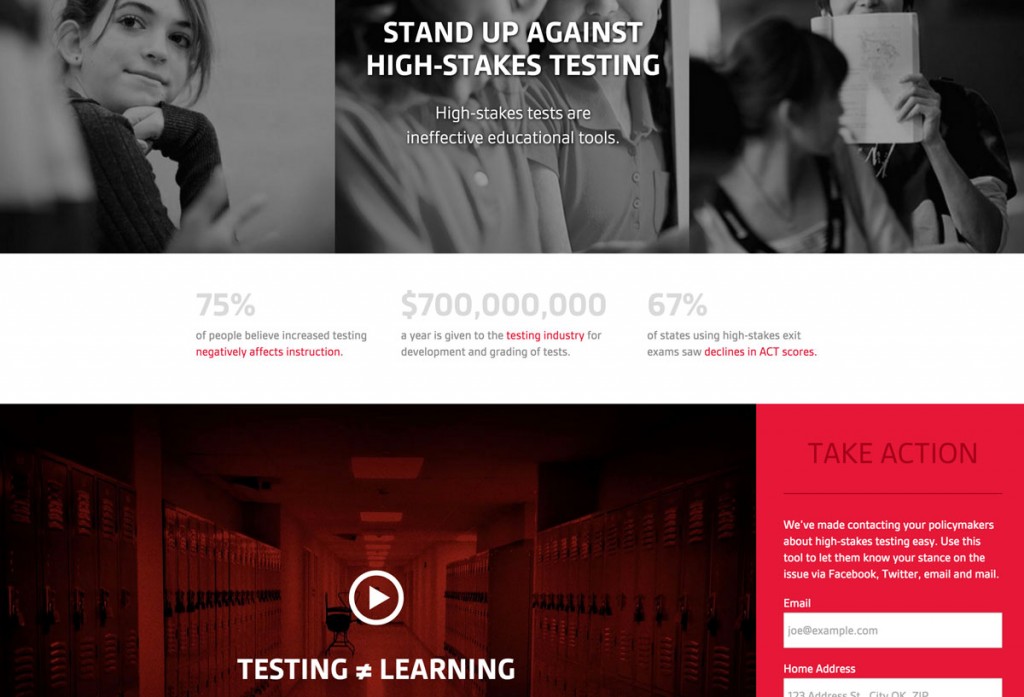 STAND UP AGAINST
HIGH-STAKES TESTING
High-stakes tests are
ineffective educational tools.
75%
of people believe increased testing
negatively affects instruction.
$700,000,000
a year is given to the testing industry for
development and grading of tests.
67%
of states using high-stakes exit
exams saw declines in ACT scores.
TESTING ≠ LEARNING
TAKE ACTION
We've made contacting your policymakers
about high-stakes testing easy. Use this
tool to let them know your stance on the
issue via Facebook, Twitter, email and mail.
Email
joe@example.com
Home Address
123 Address St., City OK, ZIP